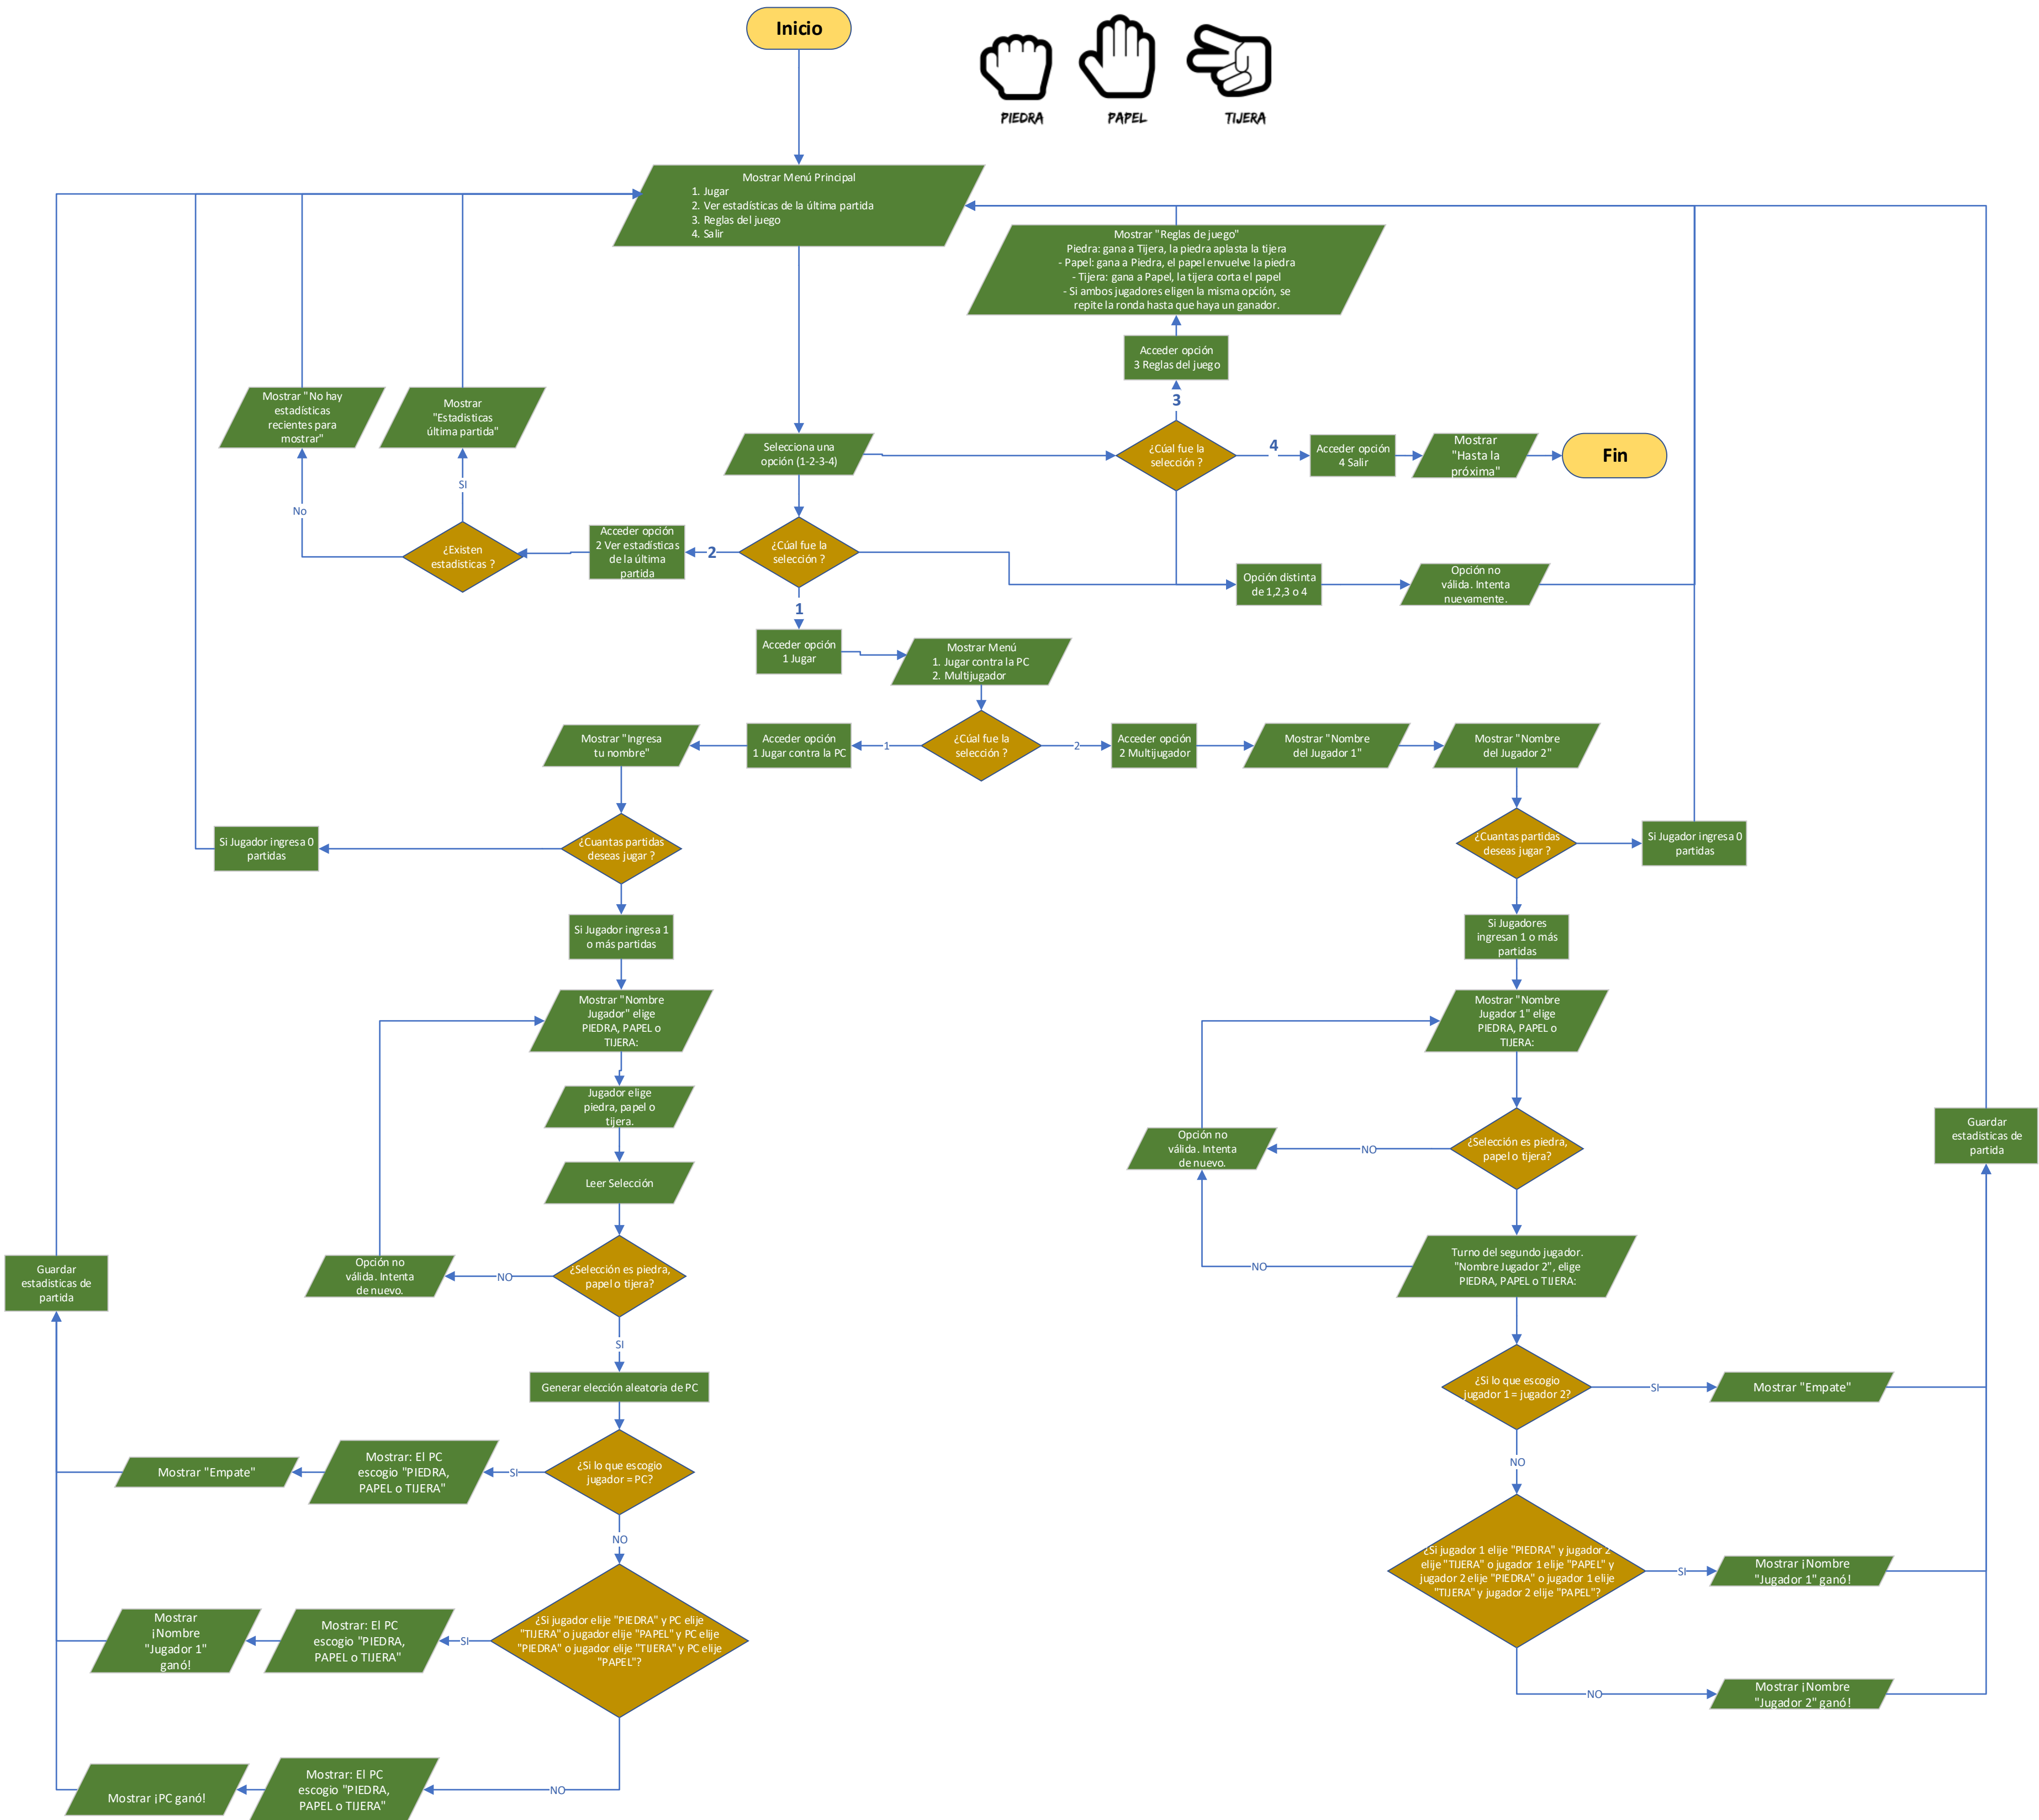 Inicio
PIEDRA
PAPEL
TIJERA
Mostrar Menú Principal
1. Jugar
2. Ver estadísticas de la última partida
3. Reglas del juego
4. Salir
Mostrar "Reglas de juego"
Piedra: gana a Tijera, la piedra aplasta la tijera
- Papel: gana a Piedra, el papel envuelve la piedra
- Tijera: gana a Papel, la tijera corta el papel
- Si ambos jugadores eligen la misma opción, se
repite la ronda hasta que haya un ganador.
Acceder opción
3 Reglas del juego
3
Mostrar "No hay
estadísticas
recientes para
mostrar"
Mostrar
"Estadisticas
última partida"
Selecciona una
opción (1-2-3-4)
¿Cúal fue la
selección ?
4
Acceder opción
4 Salir
Mostrar
"Hasta la
próxima"
Fin
SI
No
¿Existen
estadisticas ?
Acceder opción
2 Ver estadísticas
de la última
partida
2
¿Cúal fue la
selección ?
Opción distinta
de 1,2,3 o 4
Opción no
válida. Intenta
nuevamente.
1
Acceder opción
1 Jugar
Mostrar Menú
1. Jugar contra la PC
2. Multijugador
Mostrar "Ingresa
tu nombre"
Acceder opción
1 Jugar contra la PC
1
¿Cúal fue la
selección ?
2
Acceder opción
2 Multijugador
Mostrar "Nombre
del Jugador 1"
Mostrar "Nombre
del Jugador 2"
Si Jugador ingresa 0
partidas
¿Cuantas partidas
deseas jugar ?
¿Cuantas partidas
deseas jugar ?
Si Jugador ingresa 0
partidas
Si Jugador ingresa 1
o más partidas
Si Jugadores
ingresan 1 o más
partidas
Mostrar "Nombre
Jugador" elige
PIEDRA, PAPEL o
TIJERA:
Mostrar "Nombre
Jugador 1" elige
PIEDRA, PAPEL o
TIJERA:
Jugador elige
piedra, papel o
tijera.
Opción no
válida. Intenta
de nuevo.
NO
¿Selección es piedra,
papel o tijera?
Guardar
estadisticas de
partida
Leer Selección
Guardar
estadisticas de
partida
Opción no
válida. Intenta
de nuevo.
NO
¿Selección es piedra,
papel o tijera?
NO
Turno del segundo jugador.
"Nombre Jugador 2", elige
PIEDRA, PAPEL o TIJERA:
SI
Generar elección aleatoria de PC
¿Si lo que escogio
jugador 1 = jugador 2?
SI
Mostrar "Empate"
Mostrar "Empate"
Mostrar: El PC
escogio "PIEDRA,
PAPEL o TIJERA"
SI
¿Si lo que escogio
jugador = PC?
NO
NO
¿Si jugador 1 elije "PIEDRA" y jugador 2
elije "TIJERA" o jugador 1 elije "PAPEL" y
jugador 2 elije "PIEDRA" o jugador 1 elije
"TIJERA" y jugador 2 elije "PAPEL"?
SI
Mostrar ¡Nombre
"Jugador 1" ganó!
Mostrar
¡Nombre
"Jugador 1"
ganó!
Mostrar: El PC
escogio "PIEDRA,
PAPEL o TIJERA"
SI
¿Si jugador elije "PIEDRA" y PC elije
"TIJERA" o jugador elije "PAPEL" y PC elije
"PIEDRA" o jugador elije "TIJERA" y PC elije
"PAPEL"?
NO
Mostrar ¡Nombre
"Jugador 2" ganó!
Mostrar ¡PC ganó!
Mostrar: El PC
escogio "PIEDRA,
PAPEL o TIJERA"
NO